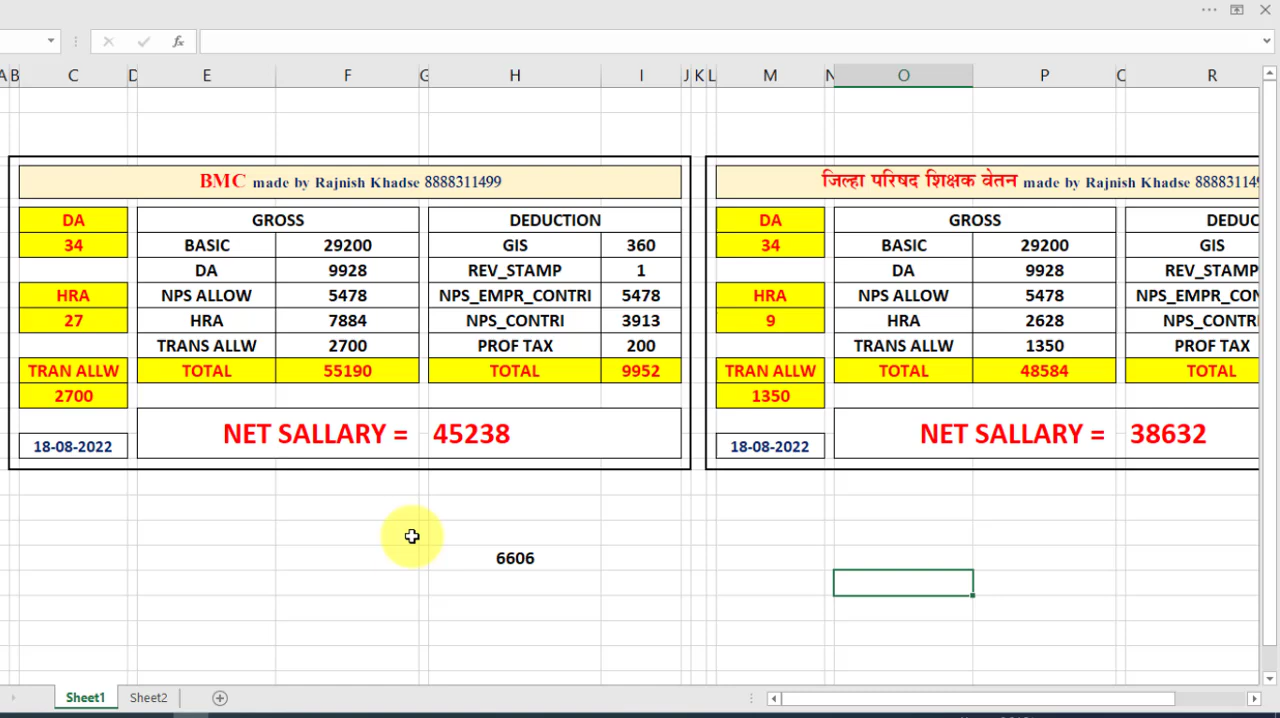 A B C D E F G H I J K L M N O P Q R
BMC made by Rajnish Khadse 8888311499
DA GROSS DEDUCTION
34 BASIC 29200 GIS 360
DA 9928 REV_STAMP 1
HRA NPS ALLOW 5478 NPS_EMPR_CONTRI 5478
27 HRA 7884 NPS_CONTRI 3913
TRANS ALLW 2700 PROF TAX 200
TRAN ALLW TOTAL 55190 TOTAL 9952
2700
NET SALLARY = 45238
18-08-2022
जिल्हा परिषद शिक्षक वेतन made by Rajnish Khadse 88883114
DA GROSS DEDUC
34 BASIC 29200 GIS
DA 9928 REV_STAMP
HRA NPS ALLOW 5478 NPS_EMPR_CON
9 HRA 2628 NPS_CONTR
TRANS ALLW 1350 PROF TAX
TRAN ALLW TOTAL 48584 TOTAL
1350
NET SALLARY = 38632
18-08-2022
6606
Sheet1 Sheet2